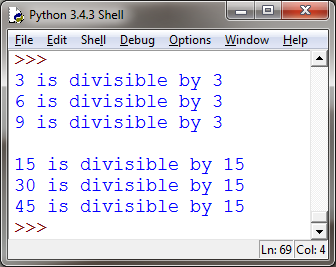 Python 3.4.3 Shell
File Edit Shell Debug Options Window Help
>>>
3 is divisible by 3
6 is divisible by 3
9 is divisible by 3
15 is divisible by 15
30 is divisible by 15
45 is divisible by 15
>>>
Ln: 69 Col: 4